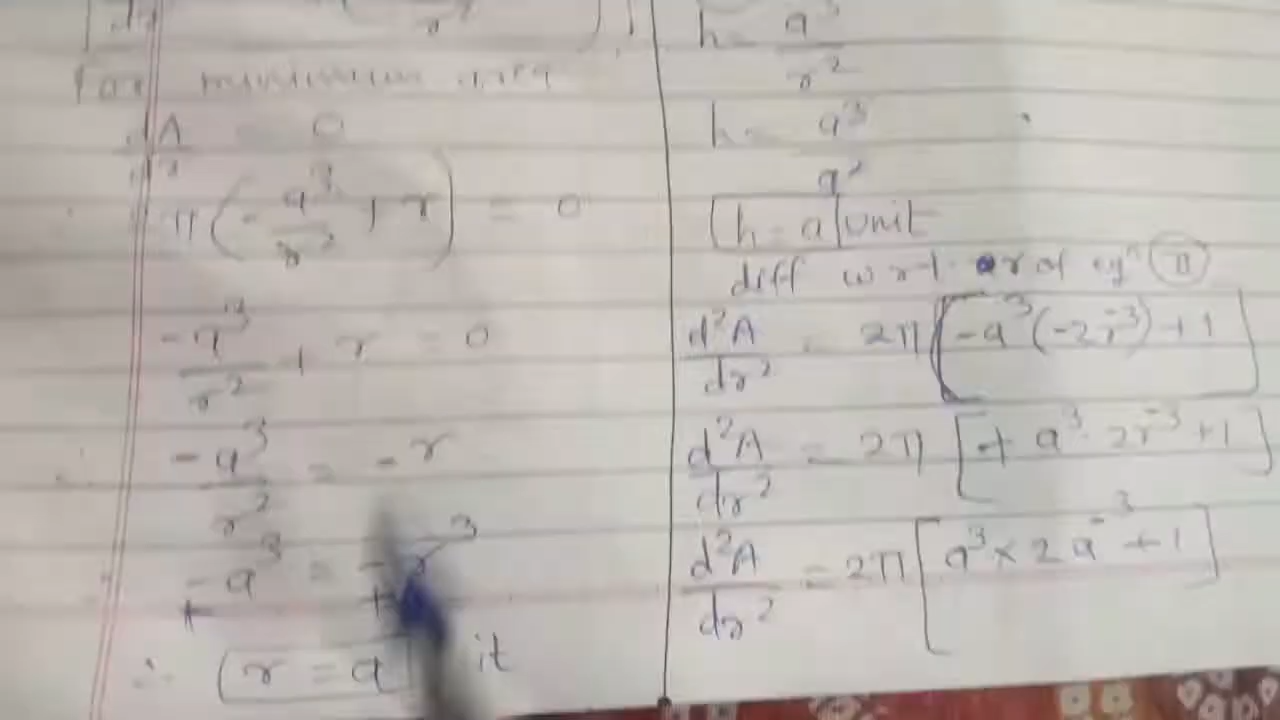 For minimum area
dA/dr = 0
π(-a³/r² + r) = 0
-a³/r² + r = 0
∴ -a³/r² = -r
-a³ = -r³
∴ r = a
h = a³/r²
h = a³/a²
h = a unit
diff w.r.t. r of eqⁿ II
d²A/dr² = 2π[-a³(-2r⁻³) + 1]
d²A/dr² = 2π[+ a³ · 2r⁻³ + 1]
d²A/dr² = 2π[a³ × 2a⁻³ + 1]